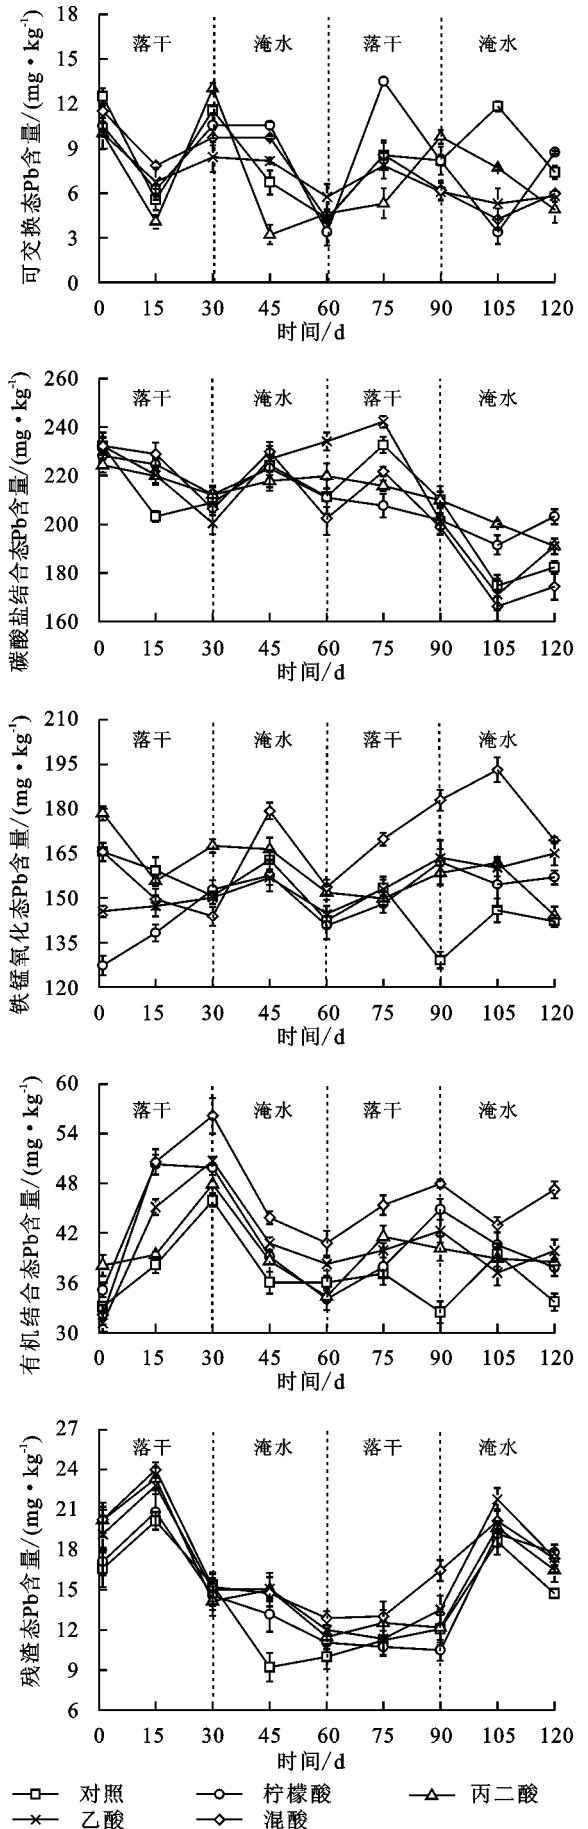 可交换态Pb含量/(mg·kg⁻¹)
18
15
12
9
6
3
0
落干 淹水 落干 淹水
0 15 30 45 60 75 90 105 120
时间/d
碳酸盐结合态Pb含量/(mg·kg⁻¹)
260
240
220
200
180
160
落干 淹水 落干 淹水
0 15 30 45 60 75 90 105 120
时间/d
铁锰氧化态Pb含量/(mg·kg⁻¹)
210
195
180
165
150
135
120
落干 淹水 落干 淹水
0 15 30 45 60 75 90 105 120
时间/d
有机结合态Pb含量/(mg·kg⁻¹)
60
54
48
42
36
30
落干 淹水 落干 淹水
0 15 30 45 60 75 90 105 120
时间/d
残渣态Pb含量/(mg·kg⁻¹)
27
24
21
18
15
12
9
6
落干 淹水 落干 淹水
0 15 30 45 60 75 90 105 120
时间/d
对照 柠檬酸 丙二酸
乙酸 混酸